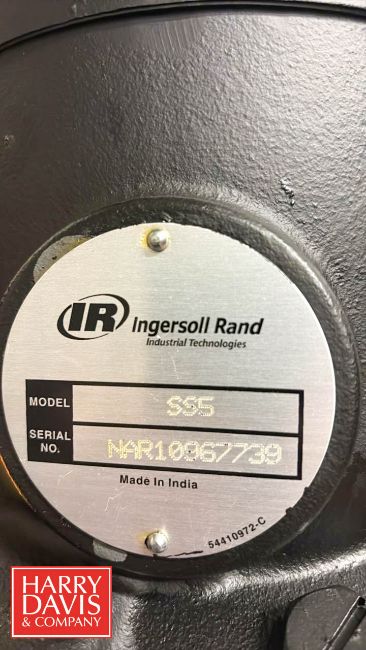 IR Ingersoll Rand
Industrial Technologies
MODEL SS5
SERIAL NO. NAR10967739
Made In India
54410972-C
HARRY
DAVIS
& COMPANY